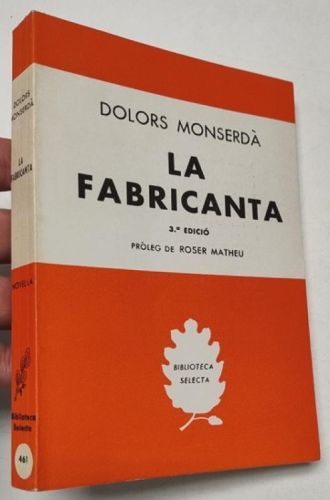 DOLORS MONSERDÀ
LA
FABRICANTA
3.ª EDICIÓ
PRÒLEG DE ROSER MATHEU
BIBLIOTECA
SELECTA
DOLORS
MONSERDÀ
LA
FABRICANTA
NOVEL·LA
Biblioteca
Selecta
461